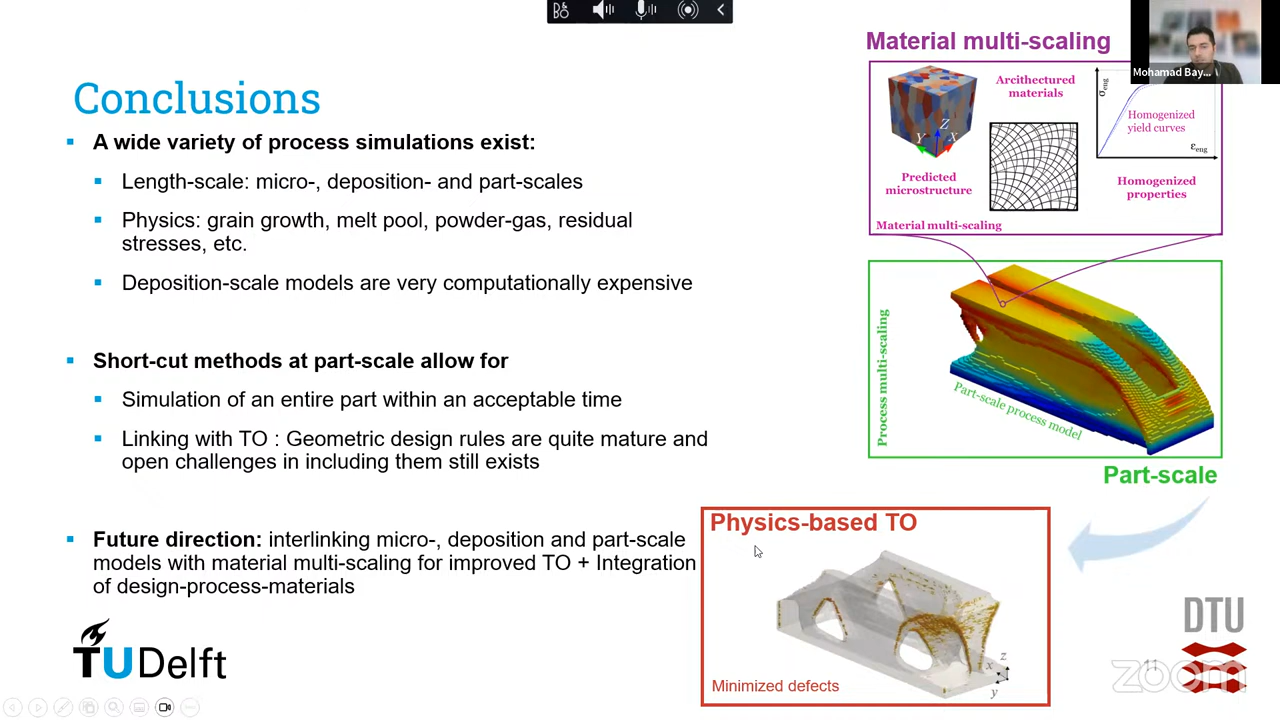 Material multi-scaling
Mohamad Bay...
Conclusions
A wide variety of process simulations exist:
Length-scale: micro-, deposition- and part-scales
Physics: grain growth, melt pool, powder-gas, residual
stresses, etc.
Deposition-scale models are very computationally expensive
Short-cut methods at part-scale allow for
Simulation of an entire part within an acceptable time
Linking with TO : Geometric design rules are quite mature and
open challenges in including them still exists
Future direction: interlinking micro-, deposition and part-scale
models with material multi-scaling for improved TO + Integration
of design-process-materials
TU Delft
Z
Y
X
Predicted
microstructure
Arcithectured
materials
σeng
Homogenized
yield curves
εeng
Homogenized
properties
Material multi-scaling
Process multi-scaling
Part-scale process model
Part-scale
Physics-based TO
z
x
y
Minimized defects
DTU
11
zoom